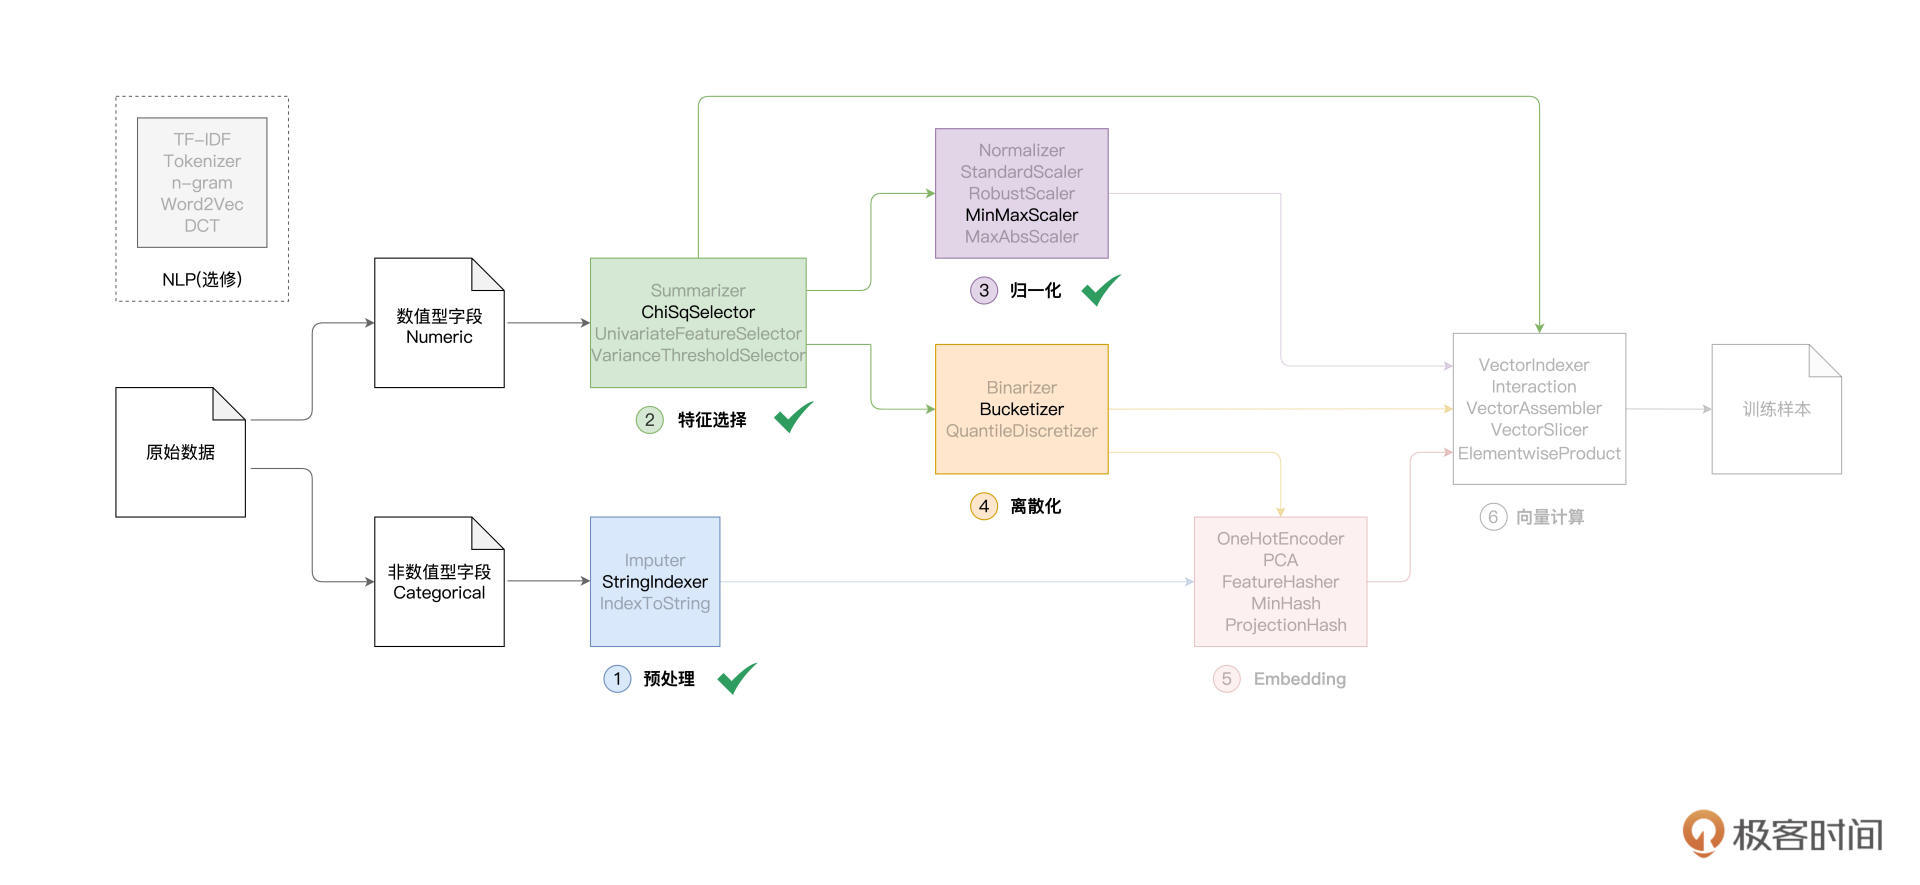 TF-IDF
Tokenizer
n-gram
Word2Vec
DCT
NLP(选修)
原始数据
数值型字段
Numeric
非数值型字段
Categorical
Summarizer
ChiSqSelector
UnivariateFeatureSelector
VarianceThresholdSelector
2 特征选择
Imputer
StringIndexer
IndexToString
1 预处理
Normalizer
StandardScaler
RobustScaler
MinMaxScaler
MaxAbsScaler
3 归一化
Binarizer
Bucketizer
QuantileDiscretizer
4 离散化
OneHotEncoder
PCA
FeatureHasher
MinHash
ProjectionHash
5 Embedding
VectorIndexer
Interaction
VectorAssembler
VectorSlicer
ElementwiseProduct
6 向量计算
训练样本
极客时间